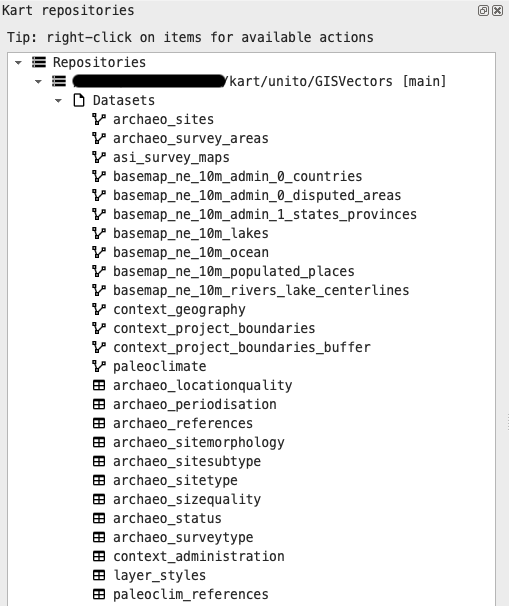 Kart repositories
Tip: right-click on items for available actions
Repositories
/kart/unito/GISVectors [main]
Datasets
archaeo_sites
archaeo_survey_areas
asi_survey_maps
basemap_ne_10m_admin_0_countries
basemap_ne_10m_admin_0_disputed_areas
basemap_ne_10m_admin_1_states_provinces
basemap_ne_10m_lakes
basemap_ne_10m_ocean
basemap_ne_10m_populated_places
basemap_ne_10m_rivers_lake_centerlines
context_geography
context_project_boundaries
context_project_boundaries_buffer
paleoclimate
archaeo_locationquality
archaeo_periodisation
archaeo_references
archaeo_sitemorphology
archaeo_sitesubtype
archaeo_sitetype
archaeo_sizequality
archaeo_status
archaeo_surveytype
context_administration
layer_styles
paleoclim_references